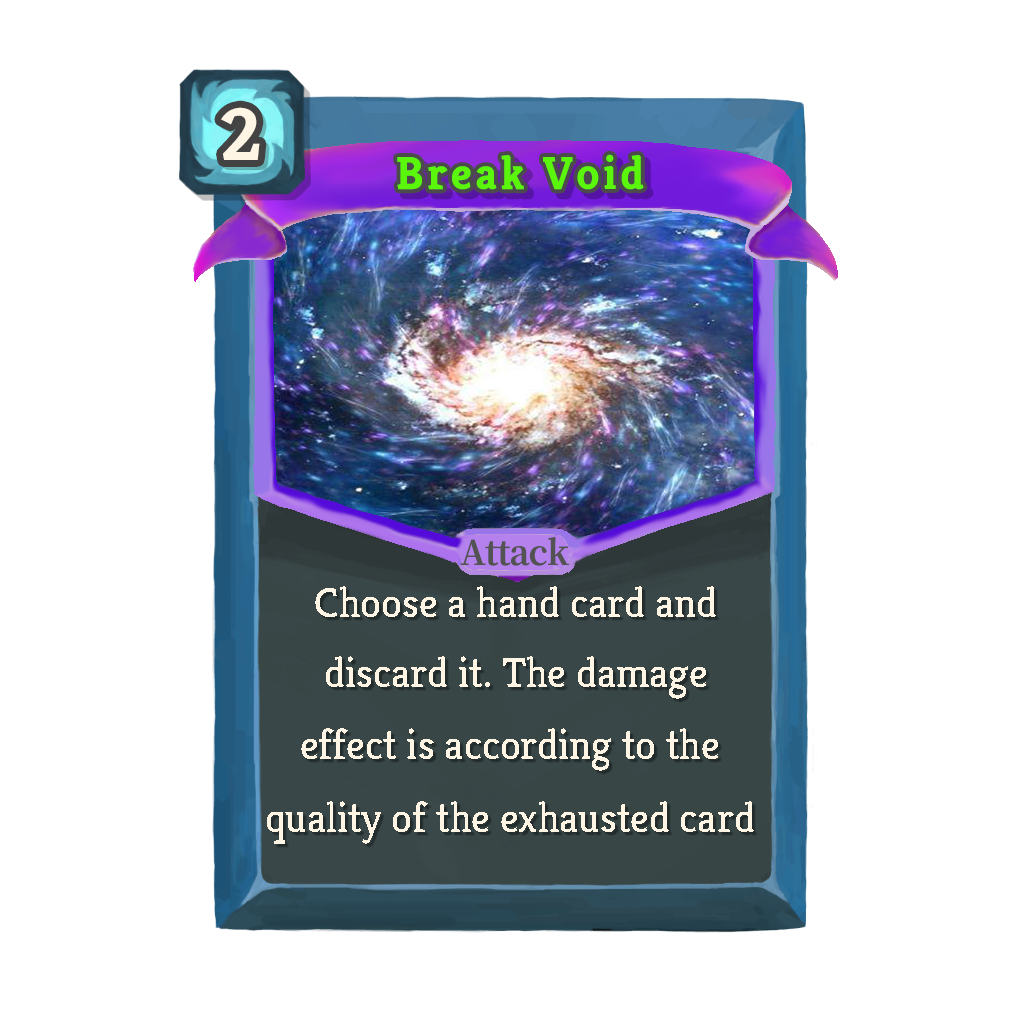 2
Break Void
Attack
Choose a hand card and
discard it. The damage
effect is according to the
quality of the exhausted card